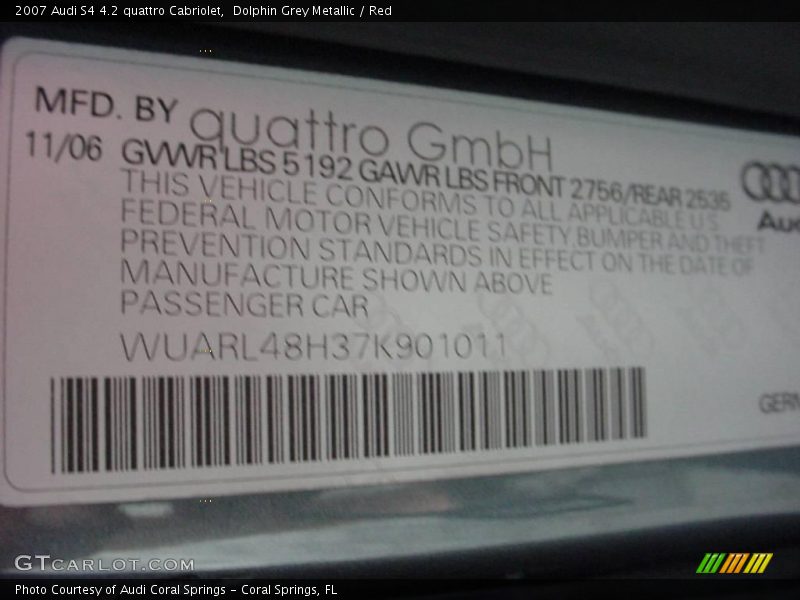 2007 Audi S4 4.2 quattro Cabriolet, Dolphin Grey Metallic / Red
MFD. BY quattro GmbH
11/06 GVWR LBS 5192 GAWR LBS FRONT 2756/REAR 2535
THIS VEHICLE CONFORMS TO ALL APPLICABLE U.S.
FEDERAL MOTOR VEHICLE SAFETY, BUMPER AND THEFT
PREVENTION STANDARDS IN EFFECT ON THE DATE OF
MANUFACTURE SHOWN ABOVE
PASSENGER CAR
WUARL48H37K901011
GTCARLOT.COM
Photo Courtesy of Audi Coral Springs - Coral Springs, FL